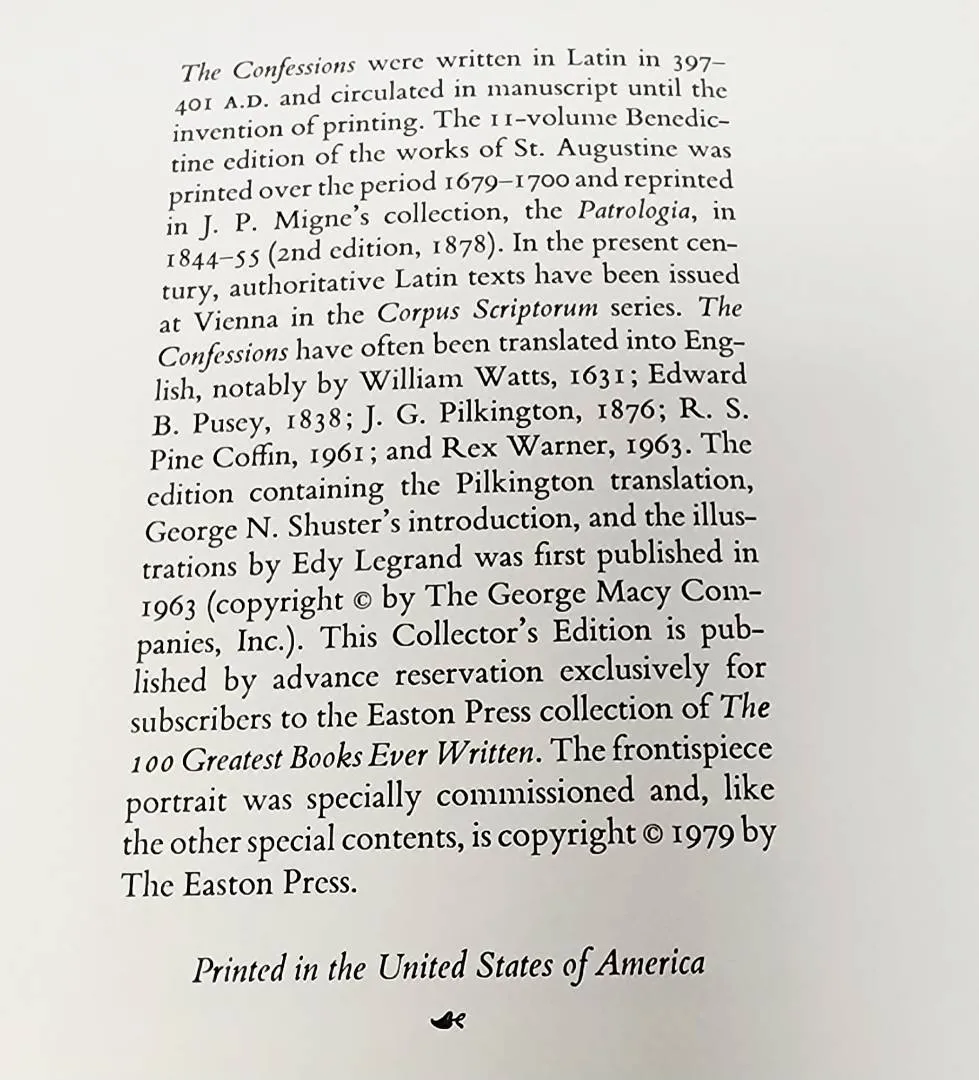 The Confessions were written in Latin in 397–
401 A.D. and circulated in manuscript until the
invention of printing. The 11-volume Benedic-
tine edition of the works of St. Augustine was
printed over the period 1679–1700 and reprinted
in J. P. Migne's collection, the Patrologia, in
1844–55 (2nd edition, 1878). In the present cen-
tury, authoritative Latin texts have been issued
at Vienna in the Corpus Scriptorum series. The
Confessions have often been translated into Eng-
lish, notably by William Watts, 1631; Edward
B. Pusey, 1838; J. G. Pilkington, 1876; R. S.
Pine Coffin, 1961; and Rex Warner, 1963. The
edition containing the Pilkington translation,
George N. Shuster's introduction, and the illus-
trations by Edy Legrand was first published in
1963 (copyright © by The George Macy Com-
panies, Inc.). This Collector's Edition is pub-
lished by advance reservation exclusively for
subscribers to the Easton Press collection of The
100 Greatest Books Ever Written. The frontispiece
portrait was specially commissioned and, like
the other special contents, is copyright © 1979 by
The Easton Press.
Printed in the United States of America